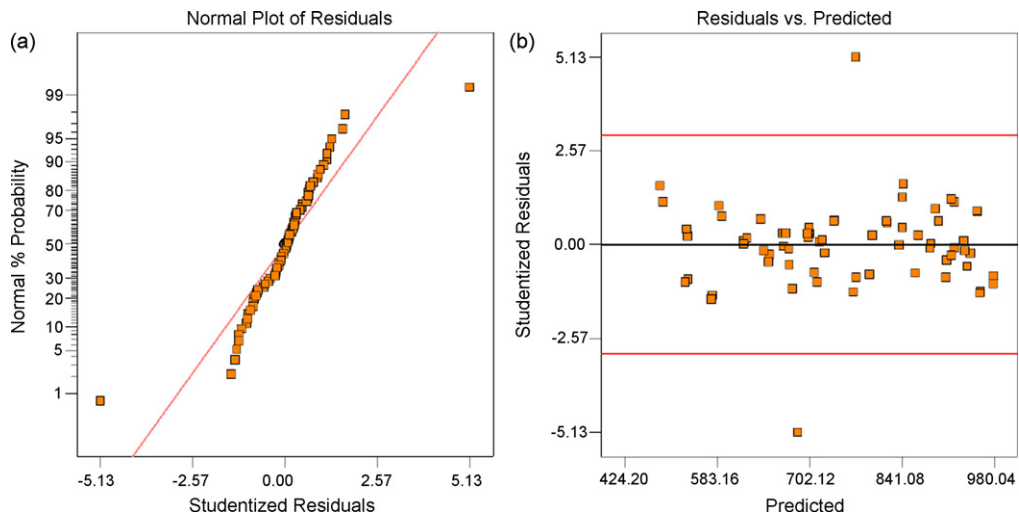 (a)
Normal Plot of Residuals
Normal % Probability
99
95
90
80
70
50
30
20
10
5
1
-5.13 -2.57 0.00 2.57 5.13
Studentized Residuals
(b)
Residuals vs. Predicted
Studentized Residuals
5.13
2.57
0.00
-2.57
-5.13
424.20 583.16 702.12 841.08 980.04
Predicted